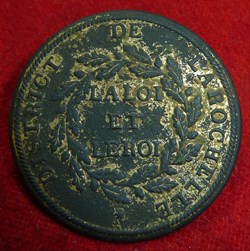 DISTRICT DE LA ROCHELLE
LA LOI
ET
LE ROI